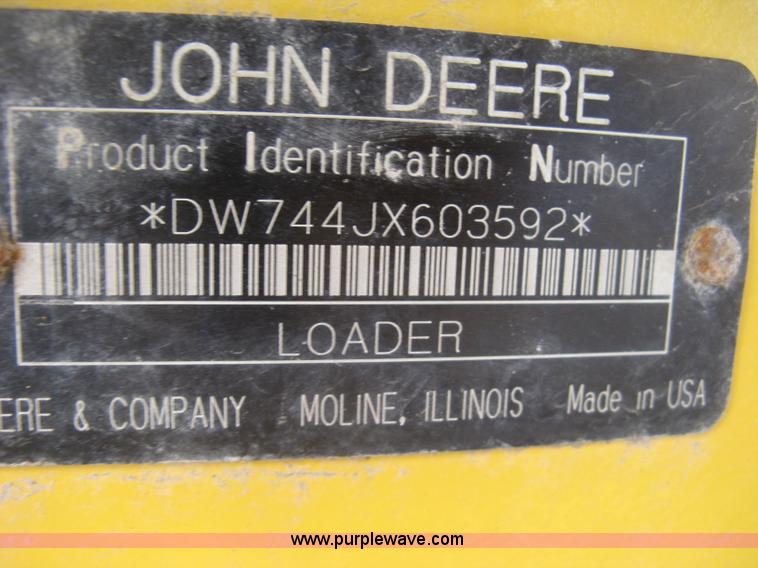 JOHN DEERE
Product Identification Number
*DW744JX603592*
LOADER
ERE & COMPANY MOLINE, ILLINOIS Made in USA
www.purplewave.com